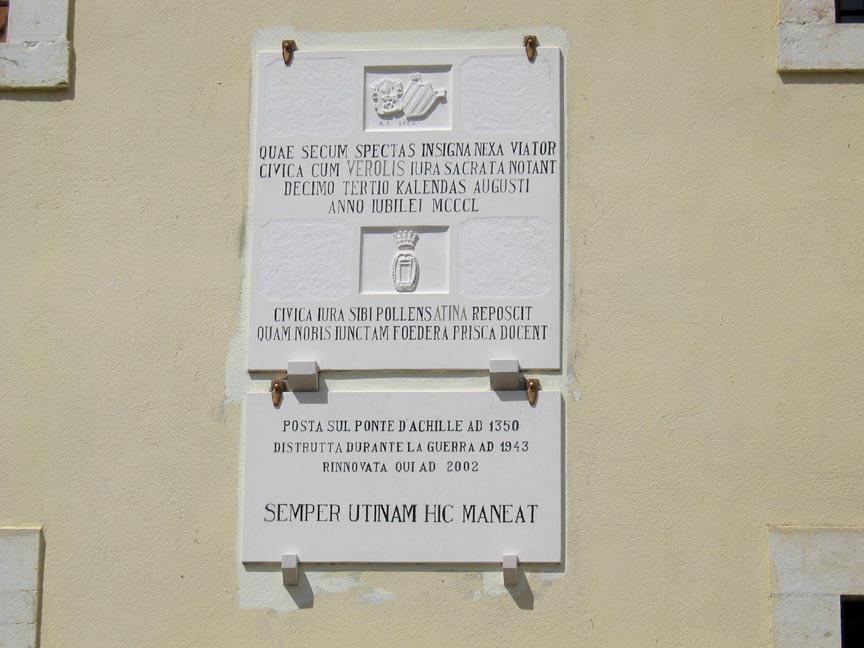 QUAE SECUM SPECTAS INSIGNA NEXA VIATOR
CIVICA CUM VEROLIS IURA SACRATA NOTANT
DECIMO TERTIO KALENDAS AUGUSTI
ANNO IUBILEI MCCCL
CIVICA IURA SIBI POLLENS ATINA REPOSCIT
QUAM NOBIS IUNCTAM FOEDERA PRISCA DOCENT
POSTA SUL PONTE D'ACHILLE AD 1350
DISTRUTTA DURANTE LA GUERRA AD 1943
RINNOVATA QUI AD 2002
SEMPER UTINAM HIC MANEAT